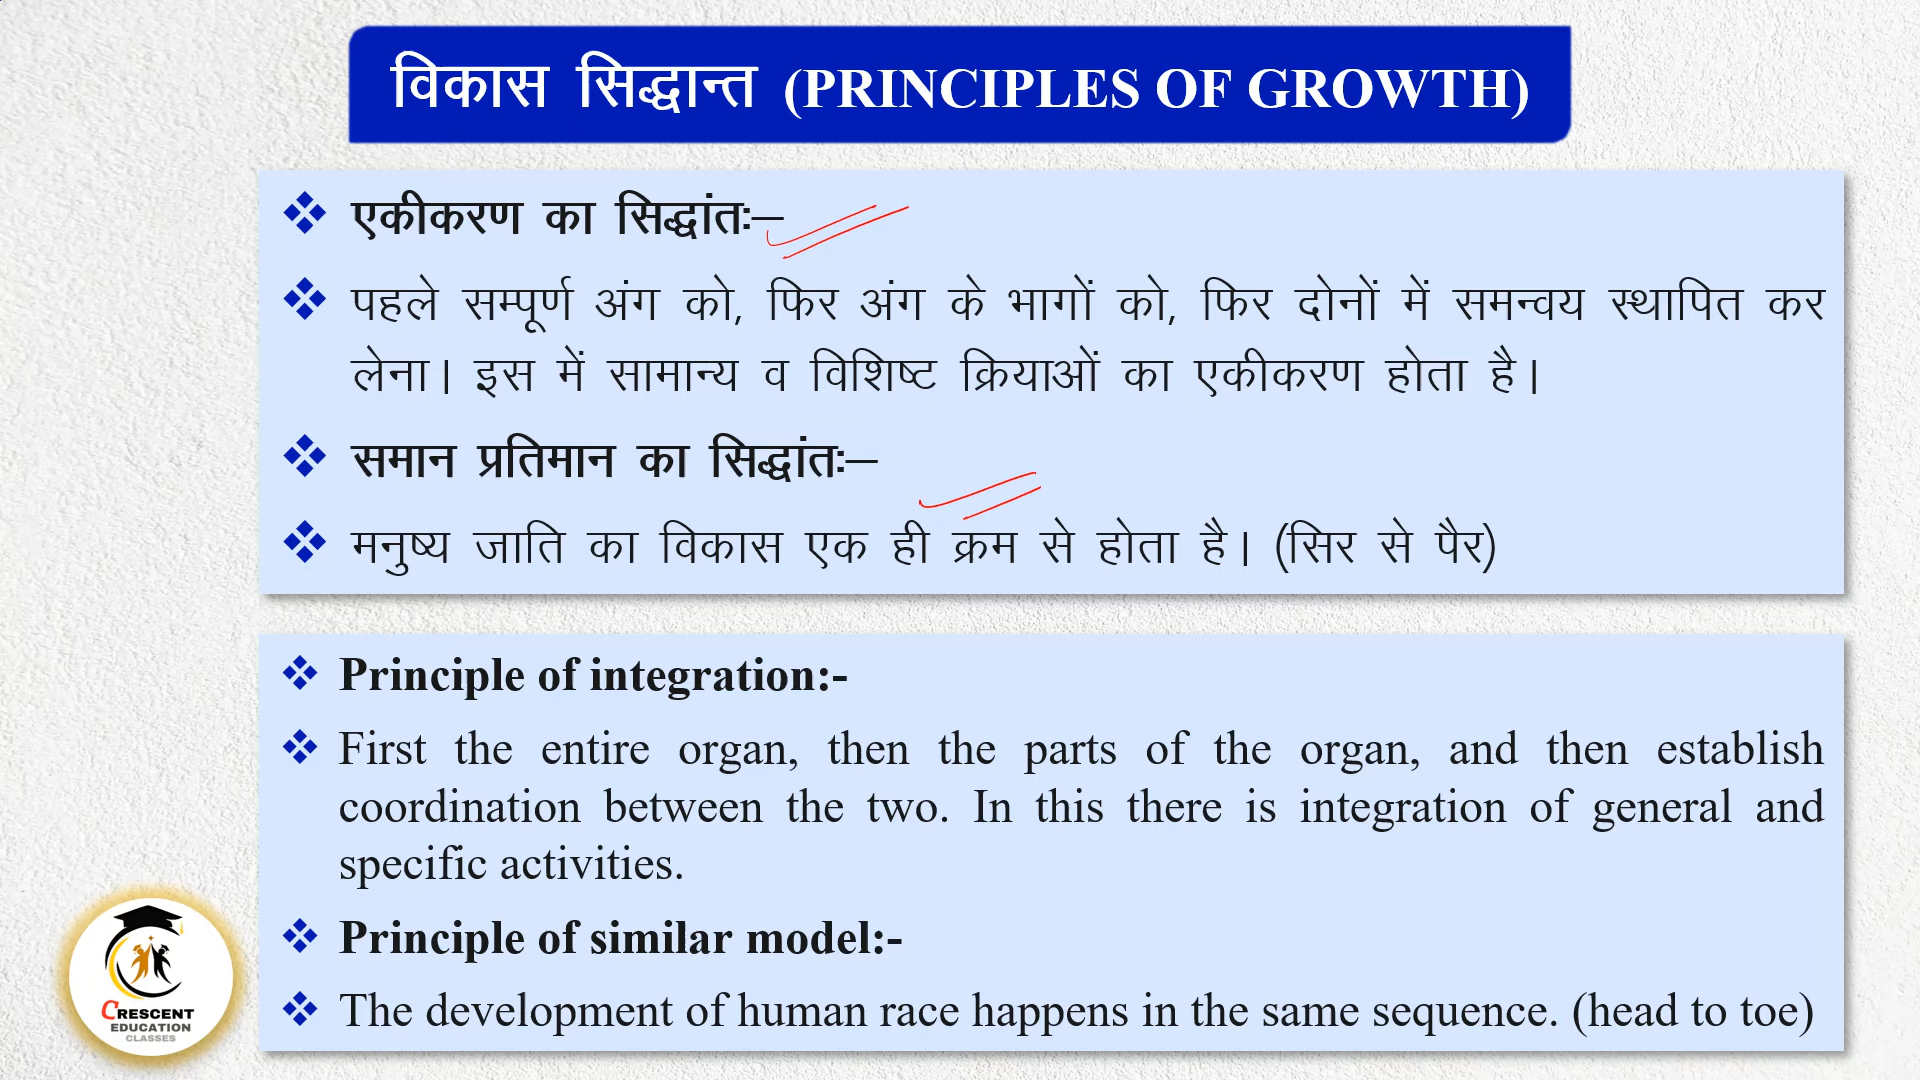 विकास सिद्धान्त (PRINCIPLES OF GROWTH)
एकीकरण का सिद्धांतः–
पहले सम्पूर्ण अंग को, फिर अंग के भागों को, फिर दोनों में समन्वय स्थापित कर
लेना। इस में सामान्य व विशिष्ट क्रियाओं का एकीकरण होता है।
समान प्रतिमान का सिद्धांतः–
मनुष्य जाति का विकास एक ही क्रम से होता है। (सिर से पैर)
Principle of integration:-
First the entire organ, then the parts of the organ, and then establish
coordination between the two. In this there is integration of general and
specific activities.
Principle of similar model:-
The development of human race happens in the same sequence. (head to toe)
CRESCENT
EDUCATION
CLASSES